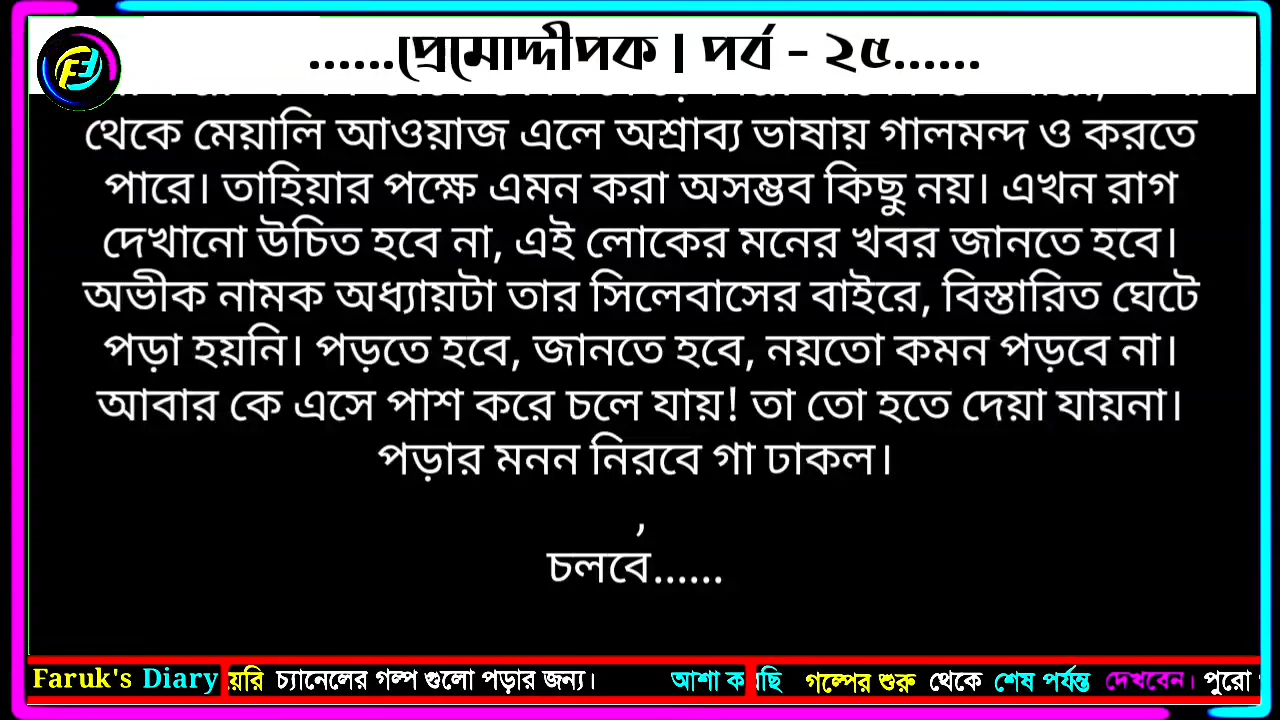 ......প্রেমোদ্দীপক | পর্ব - ২৫......
থেকে মেয়ালি আওয়াজ এলে অশ্রাব্য ভাষায় গালমন্দ ও করতে
পারে। তাহিয়ার পক্ষে এমন করা অসম্ভব কিছু নয়। এখন রাগ
দেখানো উচিত হবে না, এই লোকের মনের খবর জানতে হবে।
অভীক নামক অধ্যায়টা তার সিলেবাসের বাইরে, বিস্তারিত ঘেটে
পড়া হয়নি। পড়তে হবে, জানতে হবে, নয়তো কমন পড়বে না।
আবার কে এসে পাশ করে চলে যায়! তা তো হতে দেয়া যায়না।
পড়ার মনন নিরবে গা ঢাকল।
,
চলবে......
Faruk's Diary য়রি চ্যানেলের গল্প গুলো পড়ার জন্য। আশা ক ছি গল্পের শুরু থেকে শেষ পর্যন্ত দেখবেন। পুরো